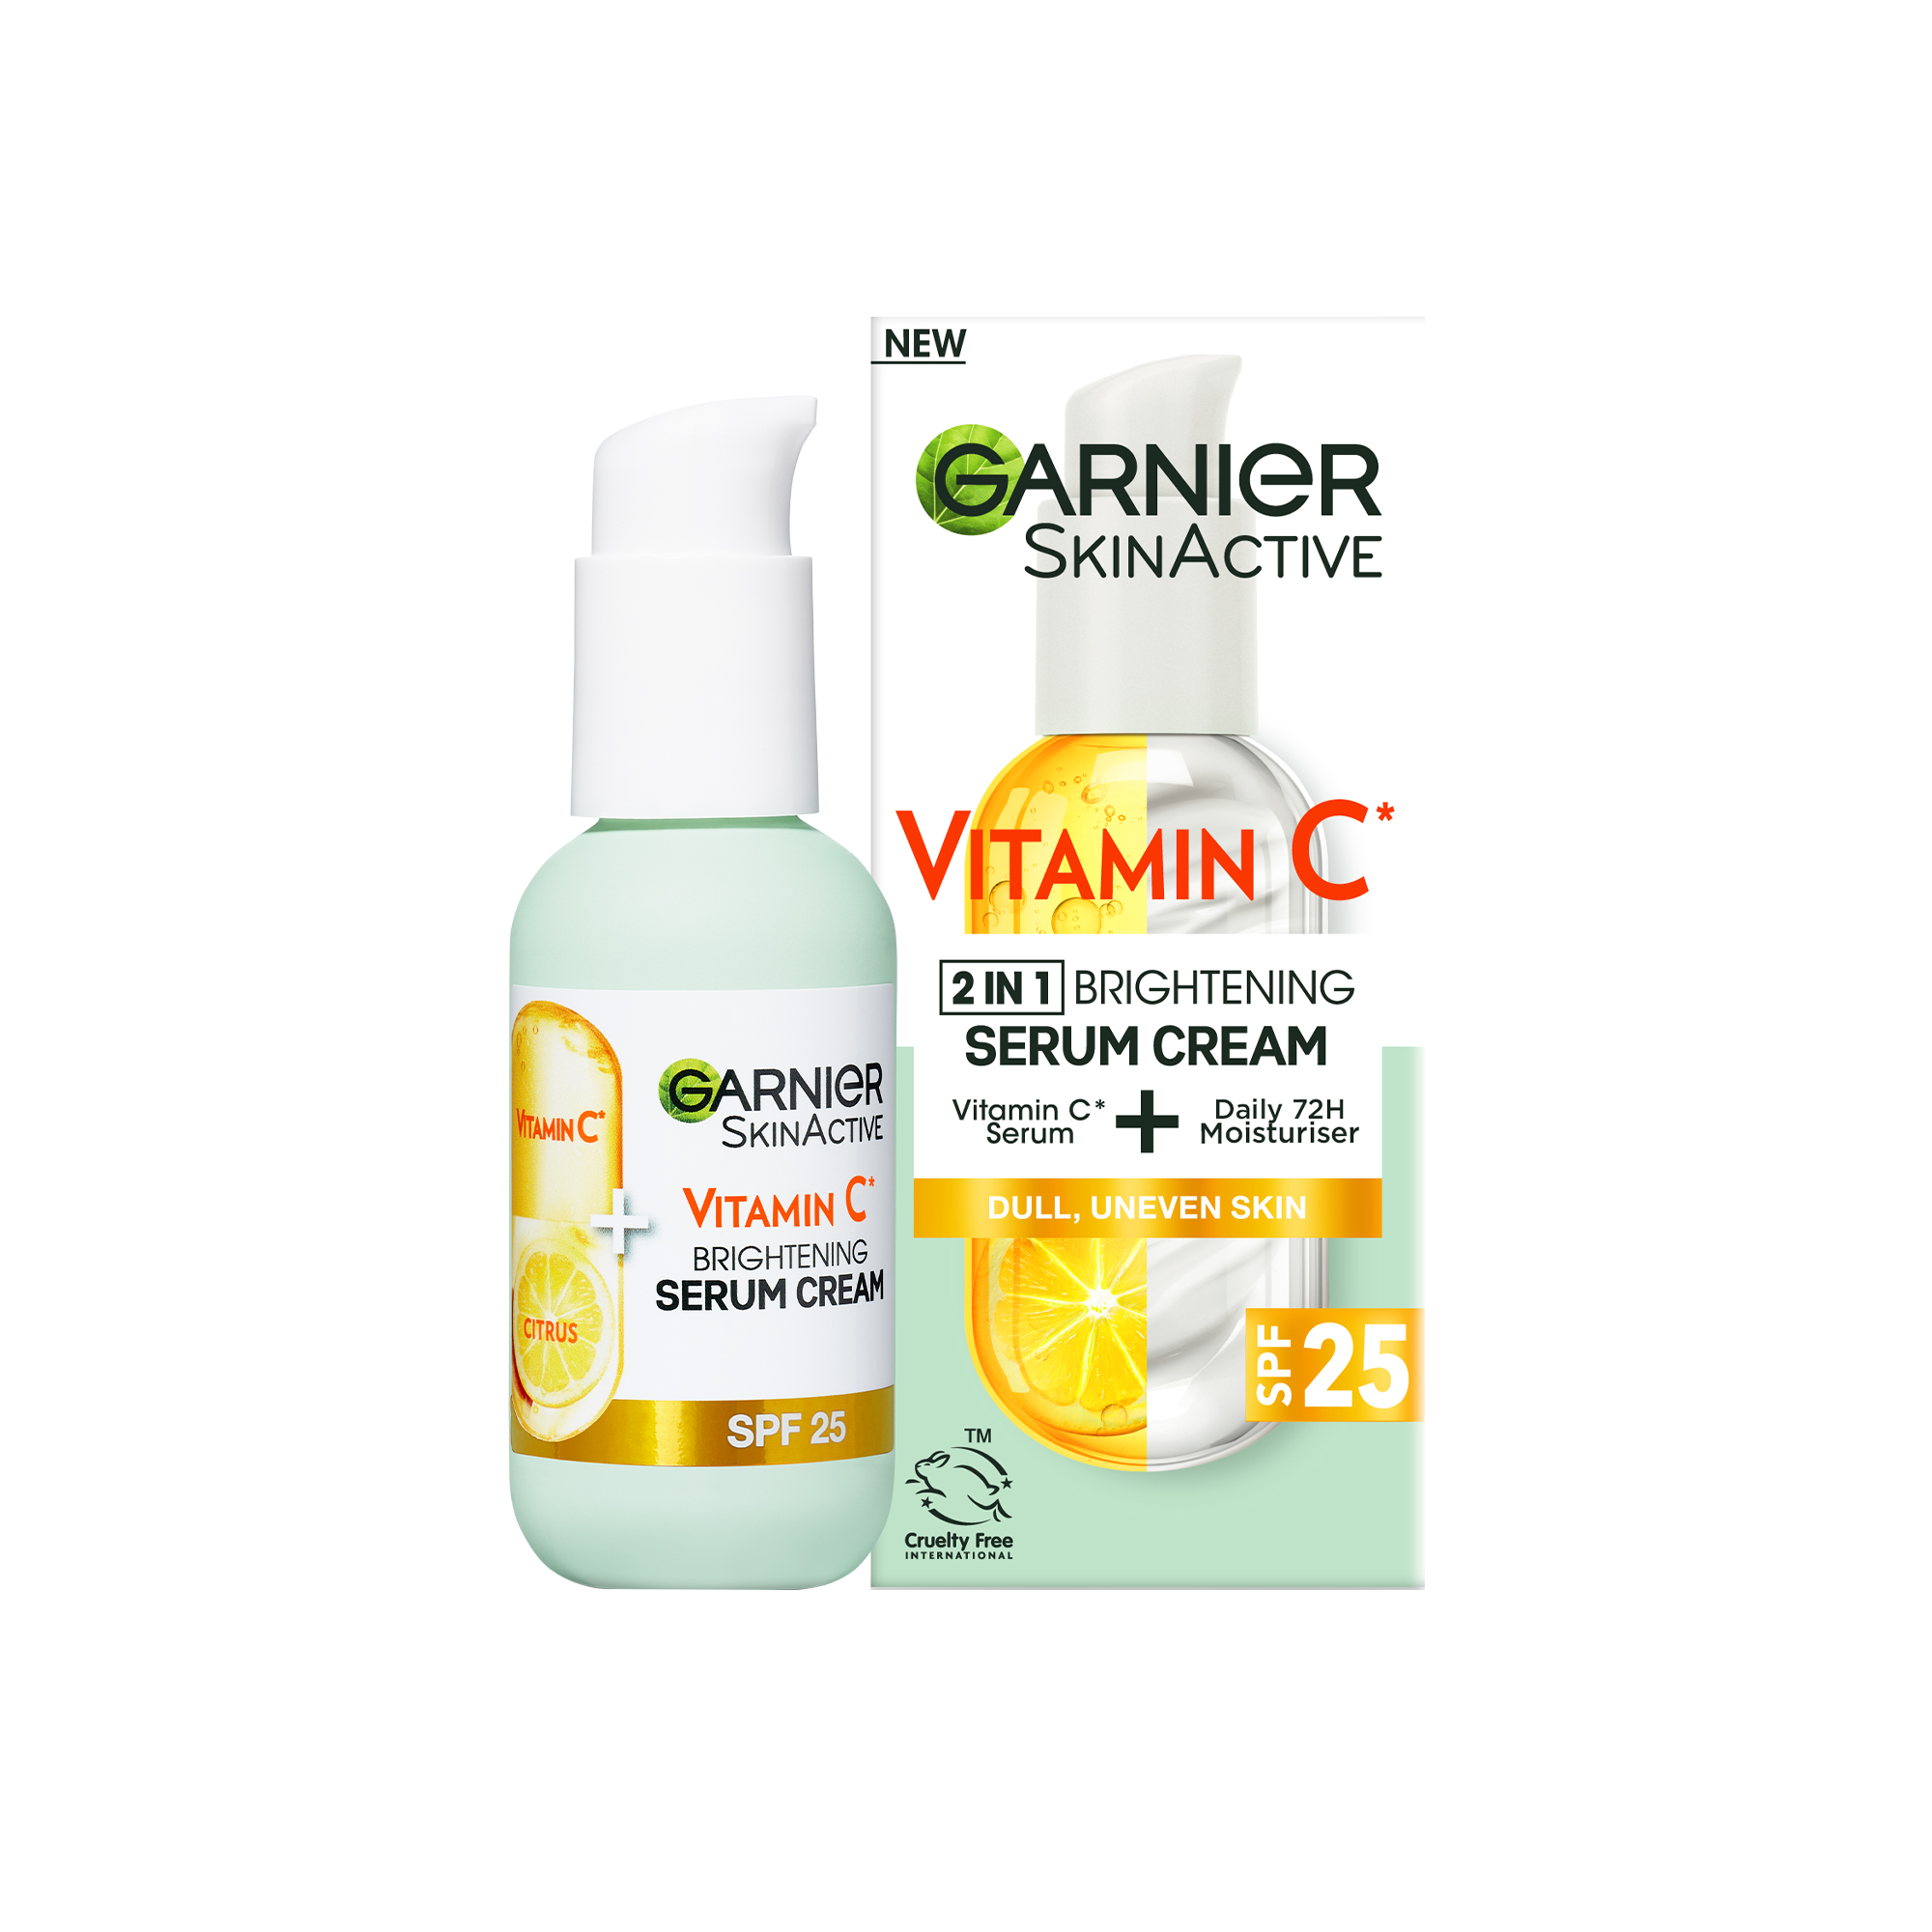 NEW
GARNIER
SKINACTIVE
VITAMIN C*
2 IN 1 BRIGHTENING
SERUM CREAM
Vitamin C* Serum
+
Daily 72H Moisturiser
DULL, UNEVEN SKIN
SPF 25
TM
Cruelty Free
INTERNATIONAL
VITAMIN C*
+
CITRUS
GARNIER
SKINACTIVE
VITAMIN C*
BRIGHTENING
SERUM CREAM
SPF 25